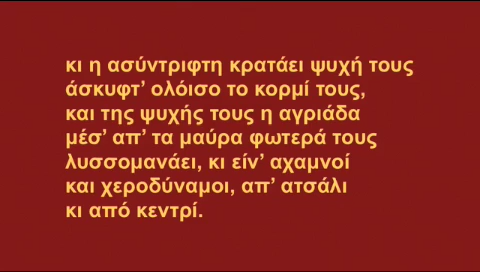 κι η ασύντριφτη κρατάει ψυχή τους
άσκυφτ’ ολόισο το κορμί τους,
και της ψυχής τους η αγριάδα
μέσ’ απ’ τα μαύρα φωτερά τους
λυσσομανάει, κι είν’ αχαμνοί
και χεροδύναμοι, απ’ ατσάλι
κι από κεντρί.